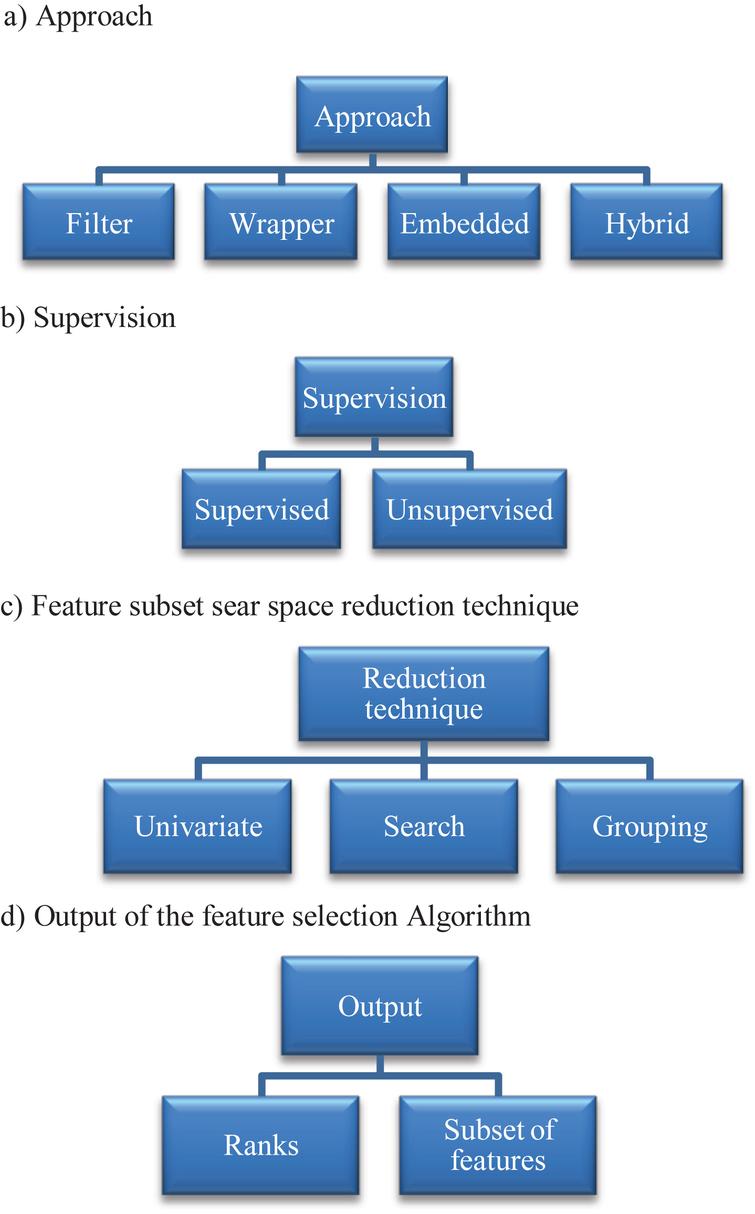 a) Approach
Approach
Filter
Wrapper
Embedded
Hybrid
b) Supervision
Supervision
Supervised
Unsupervised
c) Feature subset sear space reduction technique
Reduction
technique
Univariate
Search
Grouping
d) Output of the feature selection Algorithm
Output
Ranks
Subset of
features